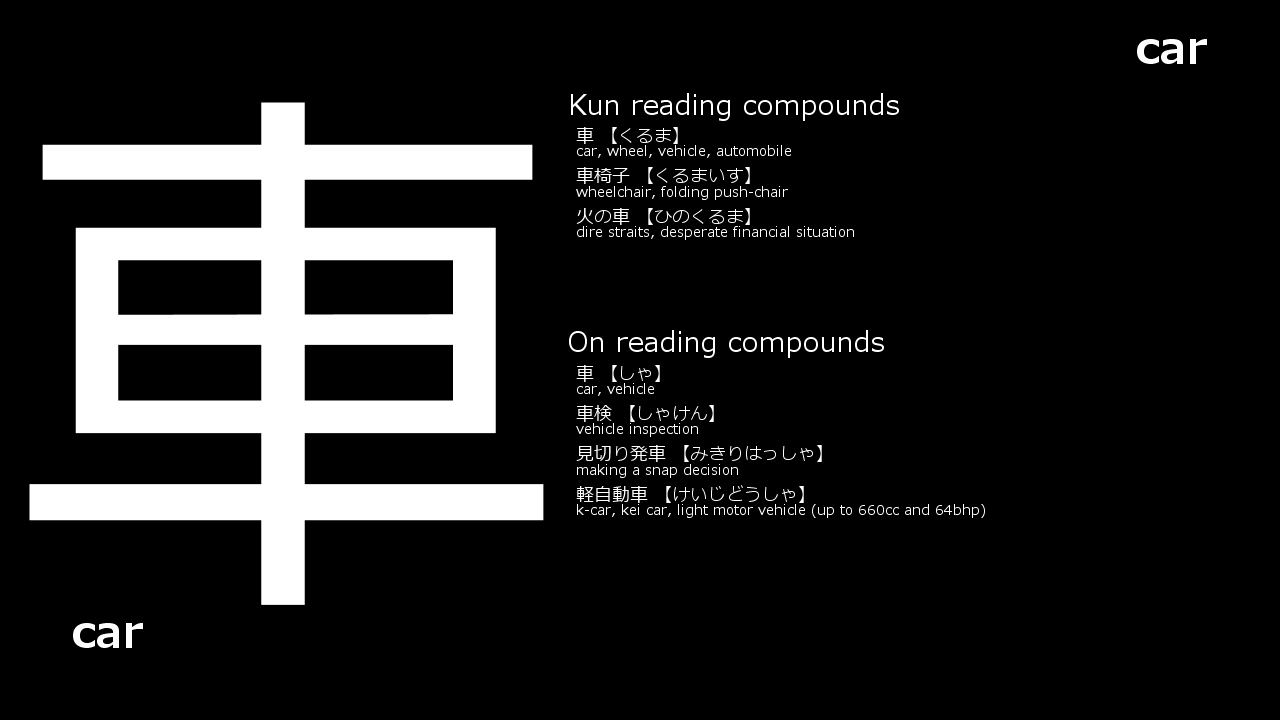 car
車
Kun reading compounds
車 【くるま】
car, wheel, vehicle, automobile
車椅子 【くるまいす】
wheelchair, folding push-chair
火の車 【ひのくるま】
dire straits, desperate financial situation
On reading compounds
車 【しゃ】
car, vehicle
車検 【しゃけん】
vehicle inspection
見切り発車 【みきりはっしゃ】
making a snap decision
軽自動車 【けいじどうしゃ】
k-car, kei car, light motor vehicle (up to 660cc and 64bhp)
car